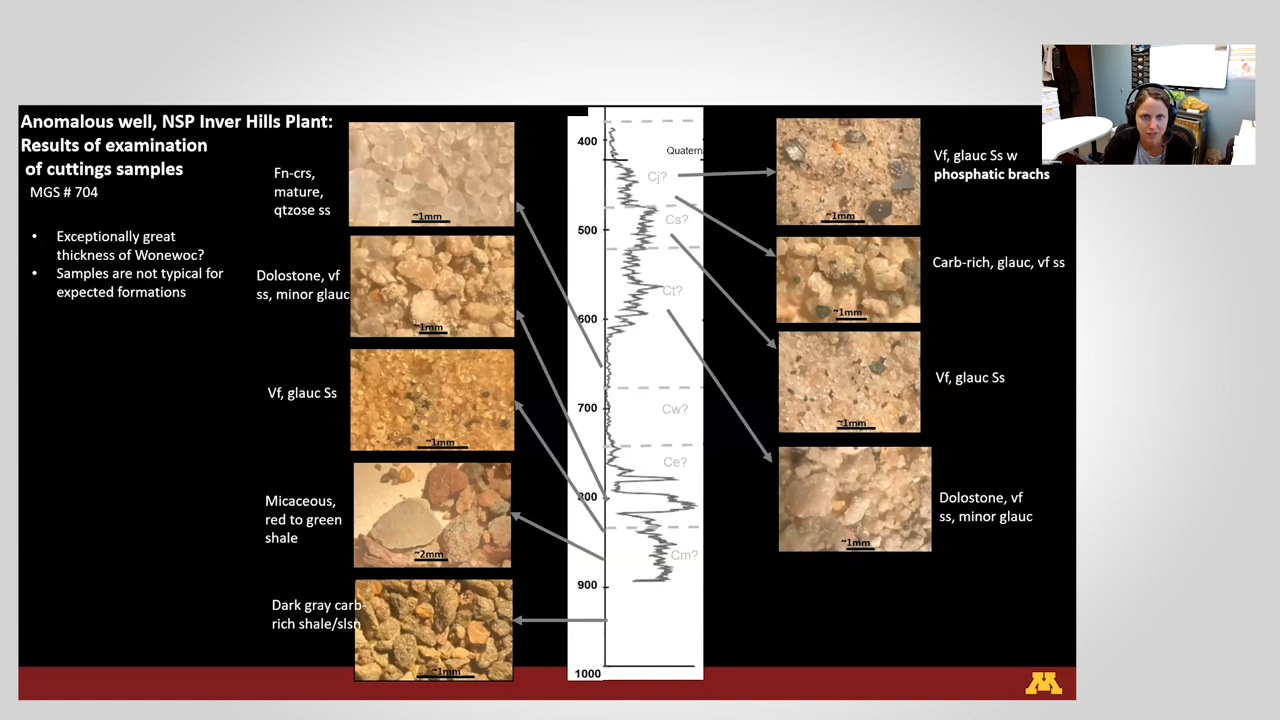 Anomalous well, NSP Inver Hills Plant:
Results of examination
of cuttings samples
MGS # 704
• Exceptionally great
thickness of Wonewoc?
• Samples are not typical for
expected formations
Fn-crs,
mature,
qtzose ss
~1mm
Dolostone, vf
ss, minor glauc
~1mm
Vf, glauc Ss
~1mm
Micaceous,
red to green
shale
~2mm
Dark gray carb-
rich shale/slsn
~1mm
400
500
600
700
800
900
1000
Quatern
Cj?
Cs?
Ct?
Cw?
Ce?
Cm?
~1mm
Vf, glauc Ss w
phosphatic brachs
~1mm
Carb-rich, glauc, vf ss
~1mm
Vf, glauc Ss
~1mm
Dolostone, vf
ss, minor glauc
M